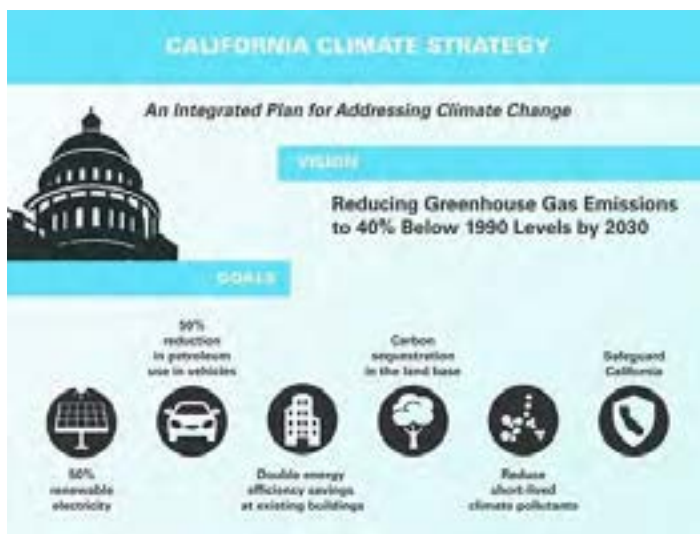 CALIFORNIA CLIMATE STRATEGY
An Integrated Plan for Addressing Climate Change
VISION
Reducing Greenhouse Gas Emissions
to 40% Below 1990 Levels by 2030
GOALS
50%
renewable
electricity
50%
reduction
in petroleum
use in vehicles
Double energy
efficiency savings
at existing buildings
Carbon
sequestration
in the land base
Reduce
short-lived
climate pollutants
Safeguard
California